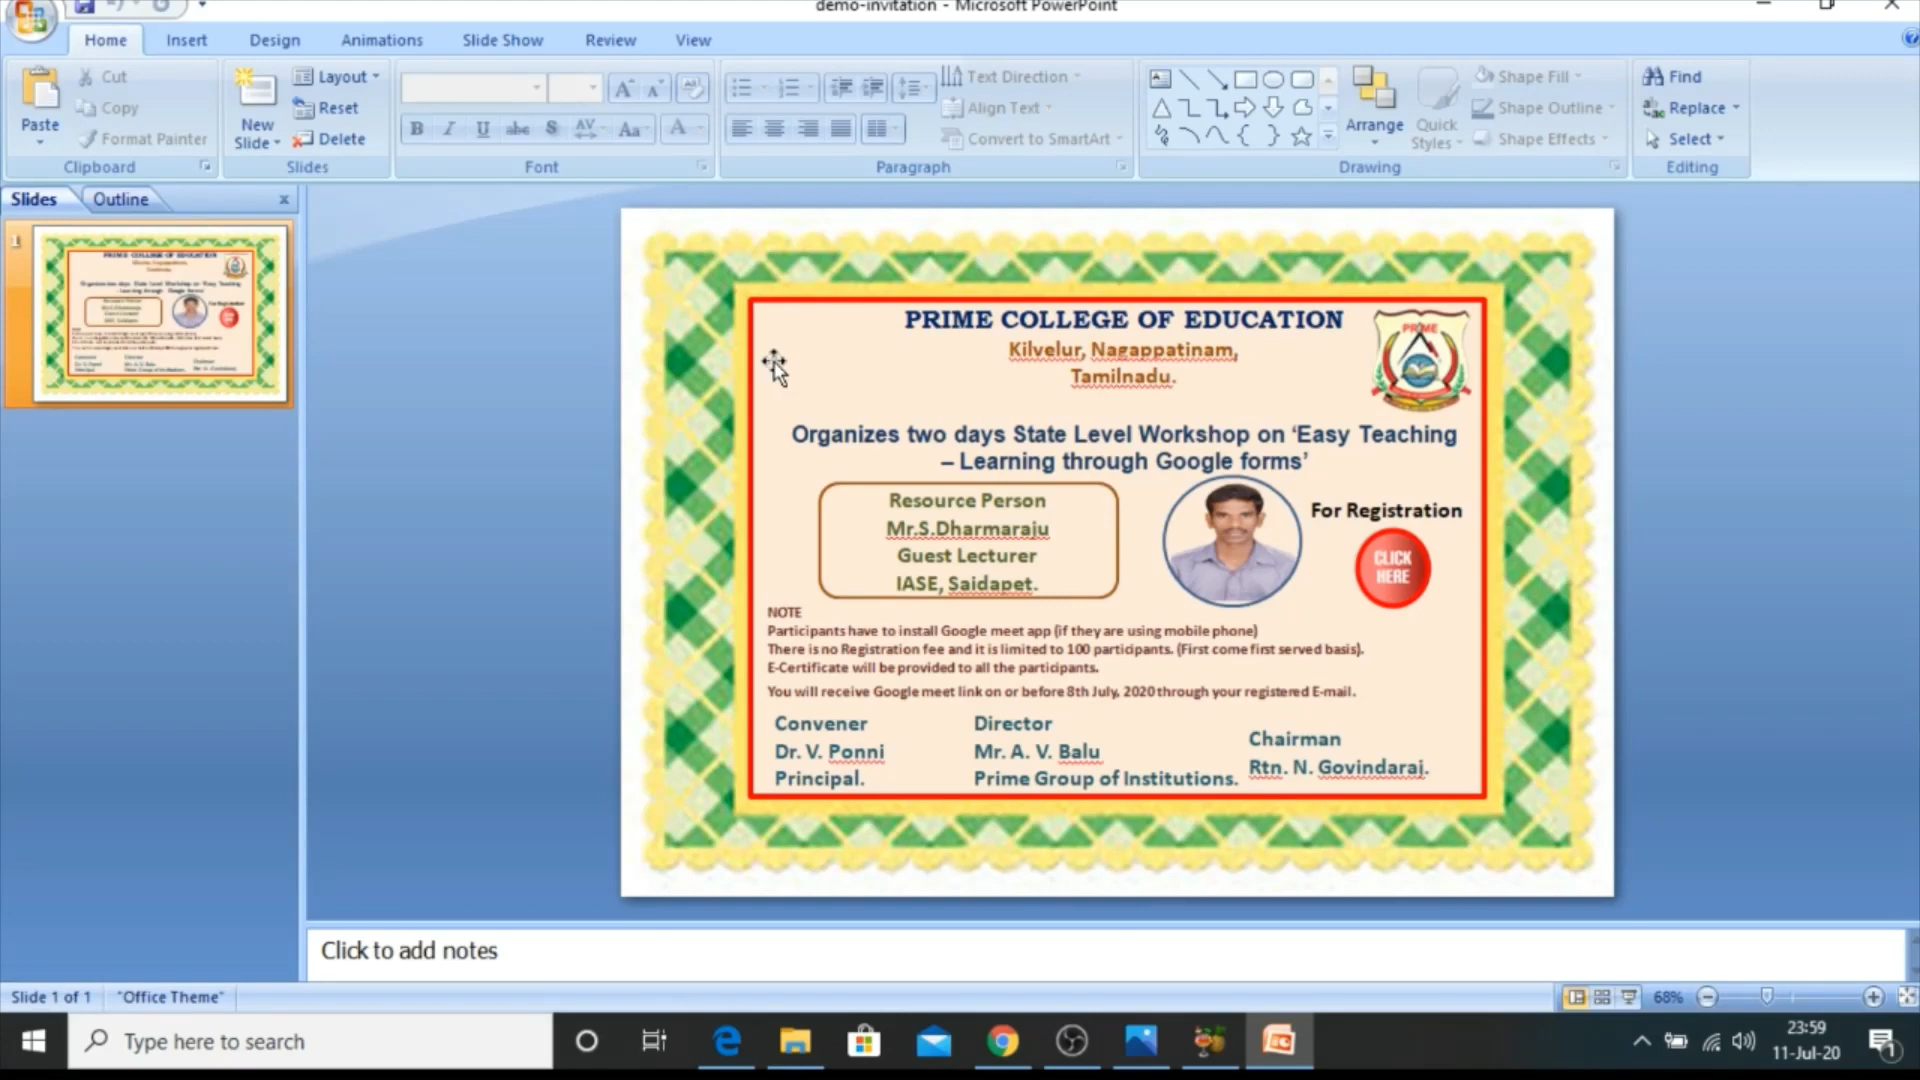 demo-invitation - Microsoft PowerPoint
Home Insert Design Animations Slide Show Review View
Paste
Cut
Copy
Format Painter
Clipboard
New Slide
Layout
Reset
Delete
Slides
Font
Text Direction
Align Text
Convert to SmartArt
Paragraph
Arrange
Quick Styles
Shape Fill
Shape Outline
Shape Effects
Drawing
Find
Replace
Select
Editing
Slides Outline
1
PRIME COLLEGE OF EDUCATION
Kilvelur, Nagappatinam,
Tamilnadu.
PRIME
Organizes two days State Level Workshop on ‘Easy Teaching
– Learning through Google forms’
Resource Person
Mr.S.Dharmaraju
Guest Lecturer
IASE, Saidapet.
For Registration
CLICK
HERE
NOTE
Participants have to install Google meet app (if they are using mobile phone)
There is no Registration fee and it is limited to 100 participants. (First come first served basis).
E-Certificate will be provided to all the participants.
You will receive Google meet link on or before 8th July, 2020 through your registered E-mail.
Convener
Dr. V. Ponni
Principal.
Director
Mr. A. V. Balu
Prime Group of Institutions.
Chairman
Rtn. N. Govindaraj.
Click to add notes
Slide 1 of 1 "Office Theme" 68%
Type here to search
23:59
11-Jul-20
1